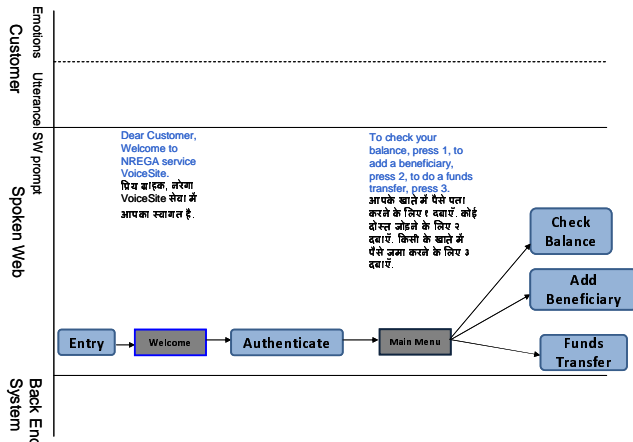 Emotions
Customer
Utterance
SW prompt
Spoken Web
Back End
System
Dear Customer,
Welcome to
NREGA service
VoiceSite.
प्रिय ग्राहक, नरेगा
VoiceSite सेवा में
आपका स्वागत है.
To check your
balance, press 1, to
add a beneficiary,
press 2, to do a funds
transfer, press 3.
आपके खाते में पैसे पता
करने के लिए १ दबाएँ. कोई
दोस्त जोड़ने के लिए २
दबाएँ. किसी के खाते में
पैसे जमा करने के लिए ३
दबाएँ.
Entry
Welcome
Authenticate
Main Menu
Check
Balance
Add
Beneficiary
Funds
Transfer